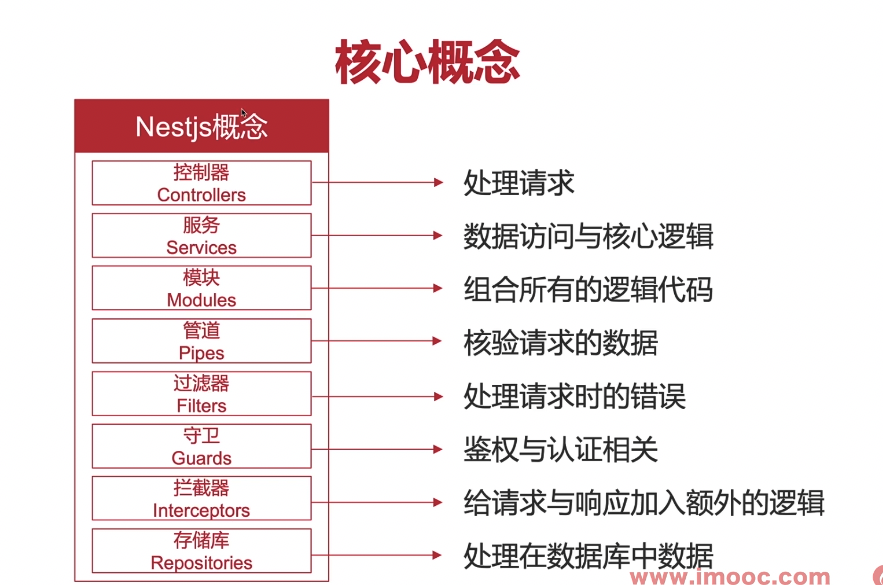 核心概念
Nestjs概念
控制器
Controllers
处理请求
服务
Services
数据访问与核心逻辑
模块
Modules
组合所有的逻辑代码
管道
Pipes
核验请求的数据
过滤器
Filters
处理请求时的错误
守卫
Guards
鉴权与认证相关
拦截器
Interceptors
给请求与响应加入额外的逻辑
存储库
Repositories
处理在数据库中数据
www.imooc.com